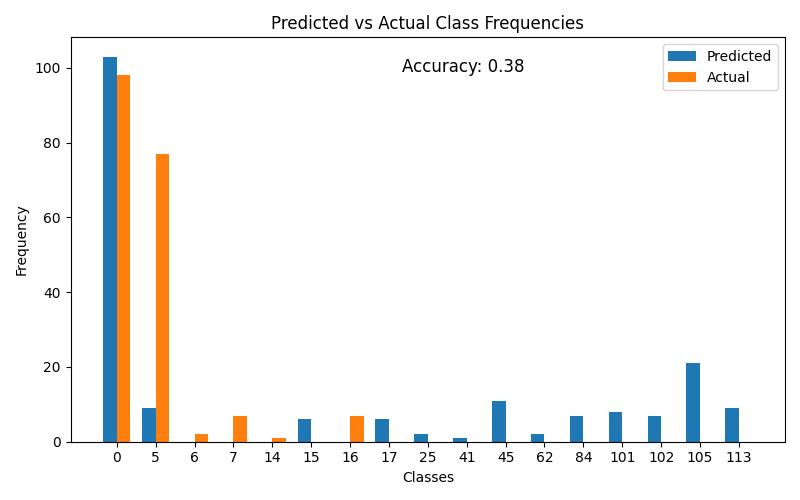 Predicted vs Actual Class Frequencies
Accuracy: 0.38
Predicted
Actual
Frequency
100
80
60
40
20
0
0 5 6 7 14 15 16 17 25 41 45 62 84 101 102 105 113
Classes